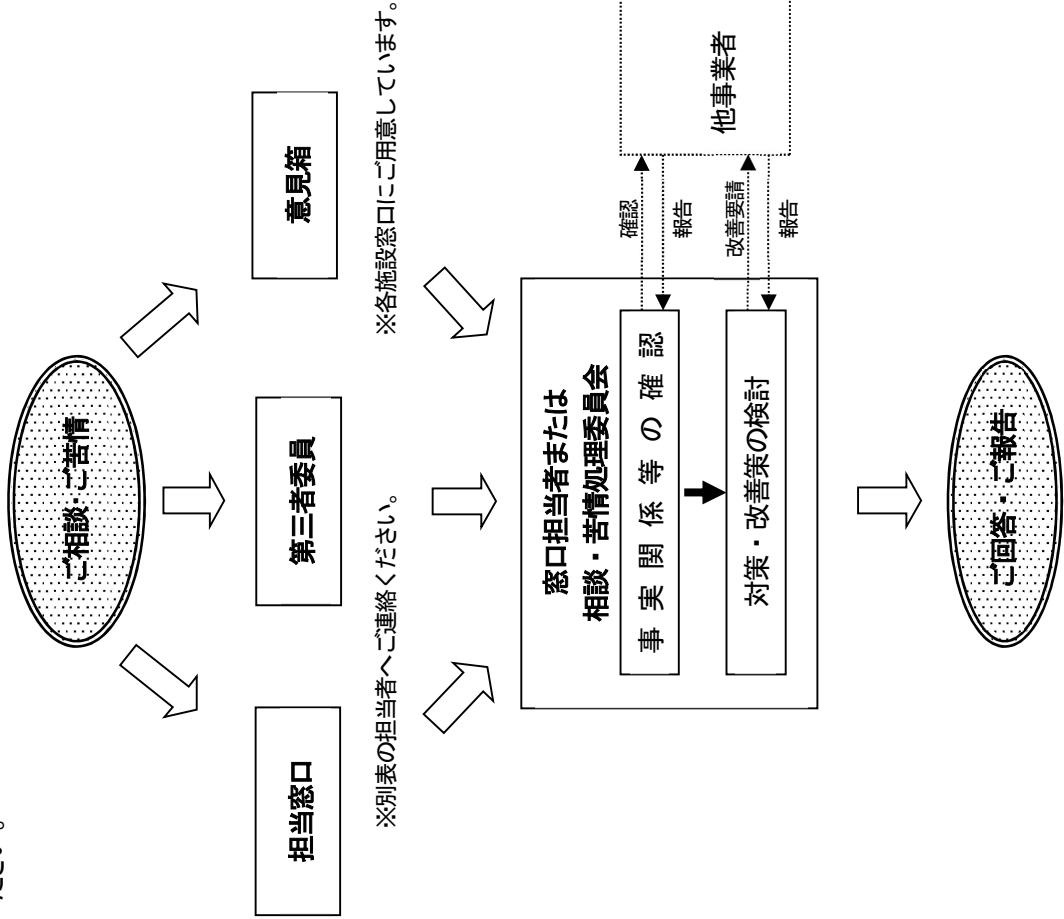 ださい。
ご相談・ご苦情
担当窓口
第三者委員
意見箱
※別表の担当者へご連絡ください。
※各施設窓口にご用意しています。
窓口担当者または
相談・苦情処理委員会
事実関係等の確認
対策・改善策の検討
確認
報告
改善要請
報告
他事業者
ご回答・ご報告